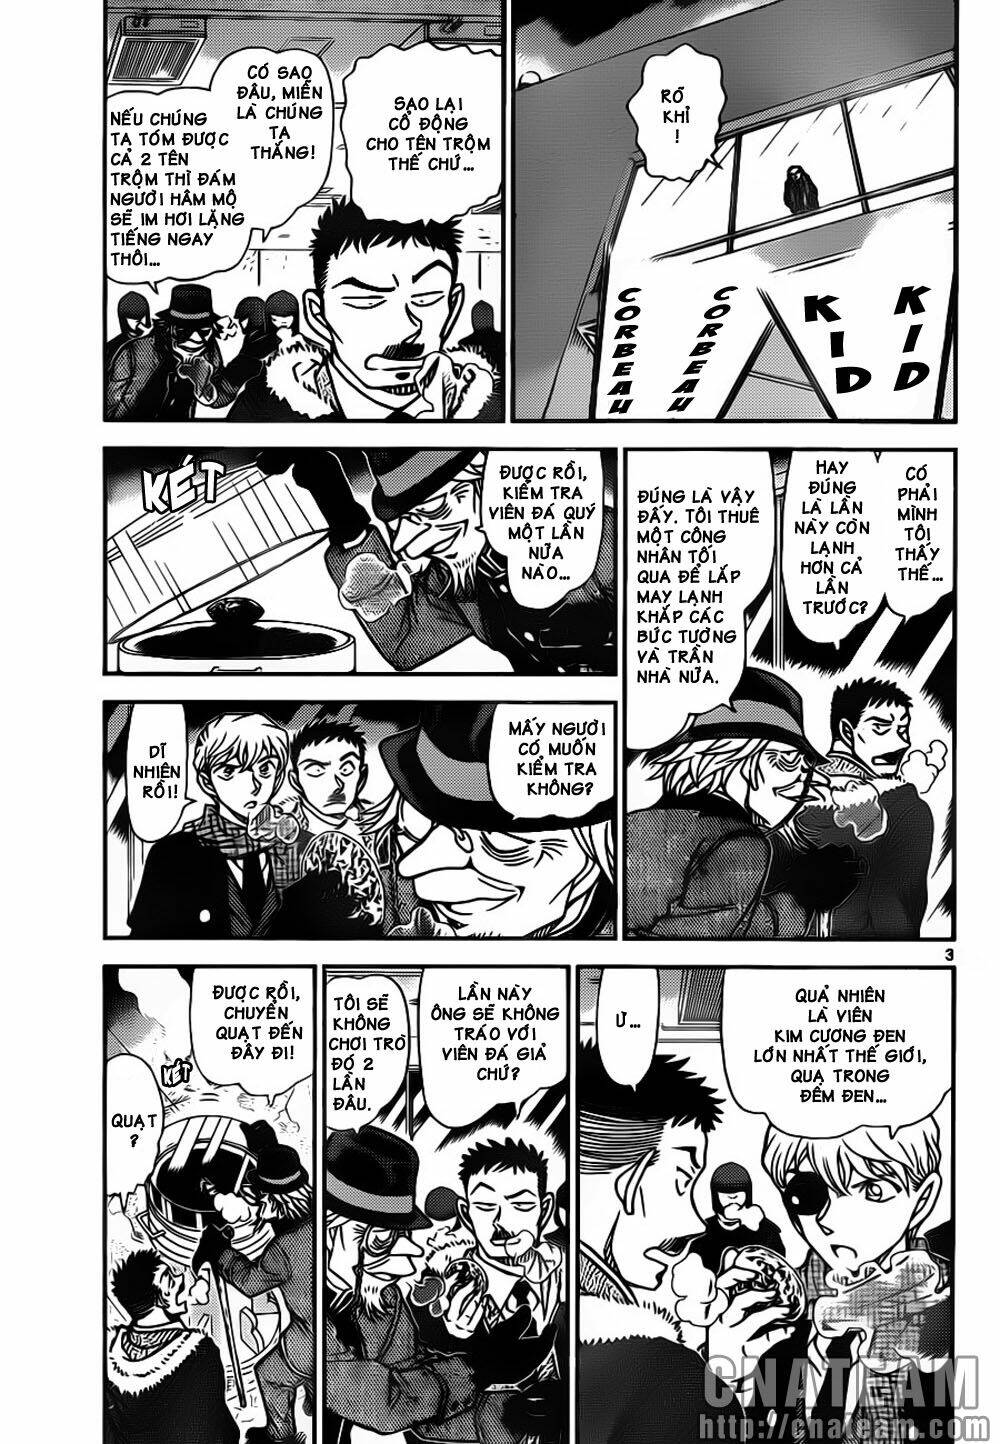 RÕ
KHỈ
!
KID
KID
CORBEAU
CORBEAU
SAO LẠI
CỔ ĐỘNG
CHO TÊN TRỘM
THẾ CHỨ...
CÓ SAO
ĐÂU, MIỄN
LÀ CHÚNG
TA
THẮNG!
NẾU CHÚNG
TA TÓM ĐƯỢC
CẢ 2 TÊN
TRỘM THÌ ĐÁM
NGƯỜI HÂM MỘ
SẼ IM HƠI LẶNG
TIẾNG NGAY
THÔI...
CÓ
PHẢI
MÌNH
TÔI
THẤY
THẾ...
HAY
ĐÚNG
LÀ LẦN
NÀY CÒN
LẠNH
HƠN CẢ
LẦN
TRƯỚC?
ĐÚNG LÀ VẬY
ĐẤY. TÔI THUÊ
MỘT CÔNG
NHÂN TỐI
QUA ĐỂ LẮP
MAY LẠNH
KHẮP CÁC
BỨC TƯỜNG
VÀ TRẦN
NHÀ NỮA.
ĐƯỢC RỒI,
KIỂM TRA
VIÊN ĐÁ QUÝ
MỘT LẦN
NỮA
NÀO...
KÉT
MẤY NGƯƠI
CÓ MUỐN
KIỂM TRA
KHÔNG?
DĨ
NHIÊN
RỒI!
3
QUẢ NHIÊN
LÀ VIÊN
KIM CƯƠNG ĐEN
LỚN NHẤT THẾ GIỚI,
QUẠ TRONG
ĐÊM ĐEN...
Ừ...
LẦN NÀY
ÔNG SẼ KHÔNG
TRÁO VỚI
VIÊN ĐÁ GIẢ
CHỨ?
TÔI SẼ
KHÔNG
CHƠI TRÒ
ĐÓ 2
LẦN
ĐÂU.
ĐƯỢC RỒI,
CHUYỂN
QUẠT ĐẾN
ĐÂY ĐI!
KÉT
QUẠT
?
CNATEAM
http://cnateam.com/